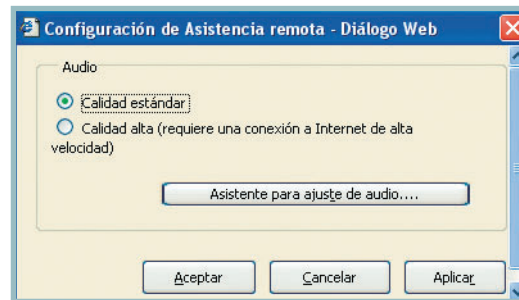 Configuración de Asistencia remota - Diálogo Web
Audio
Calidad estándar
Calidad alta (requiere una conexión a Internet de alta
velocidad)
Asistente para ajuste de audio....
Aceptar Cancelar Aplicar